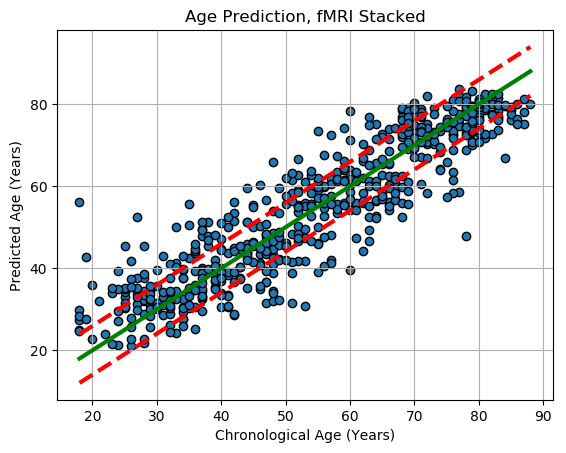 Age Prediction, fMRI Stacked
Predicted Age (Years)
80
60
40
20
20 30 40 50 60 70 80 90
Chronological Age (Years)